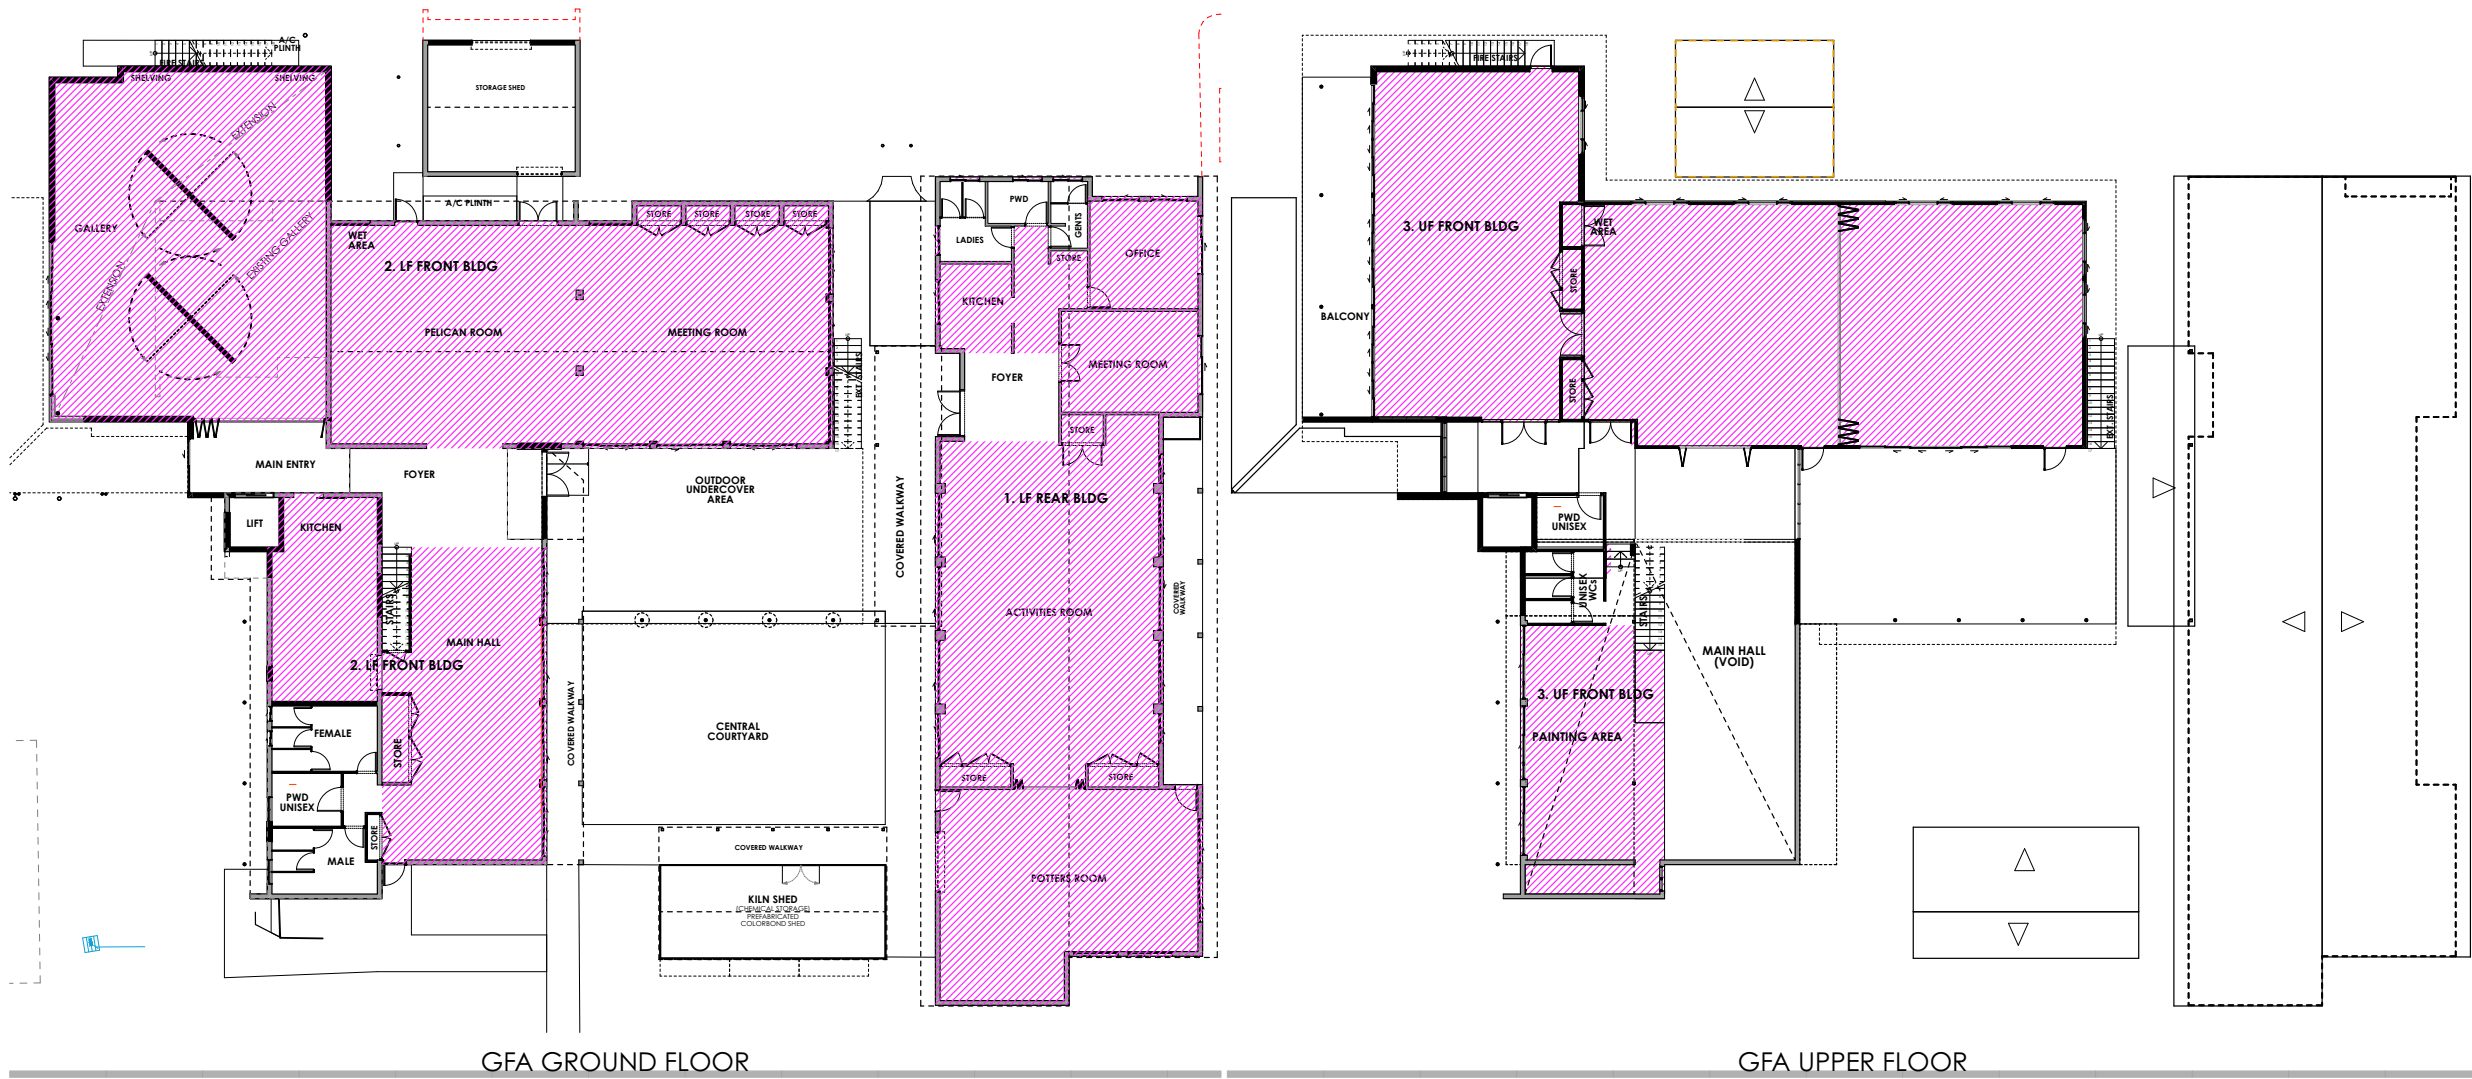 A/C
PLINTH
FIRE STAIRS
SHELVING
SHELVING
EXTENSION
GALLERY
EXISTING GALLERY
EXTENSION
STORAGE SHED
A/C PLINTH
WET
AREA
2. LF FRONT BLDG
STORE
STORE
STORE
STORE
PELICAN ROOM
MEETING ROOM
EXT. STAIRS
MAIN ENTRY
FOYER
LIFT
KITCHEN
STAIRS
MAIN HALL
2. LF FRONT BLDG
STORE
FEMALE
PWD
UNISEX
STORE
MALE
OUTDOOR
UNDERCOVER
AREA
COVERED WALKWAY
CENTRAL
COURTYARD
COVERED WALKWAY
COVERED WALKWAY
KILN SHED
(CHEMICAL STORAGE)
PREFABRICATED
COLORBOND SHED
PWD
LADIES
GENTS
STORE
OFFICE
KITCHEN
FOYER
MEETING ROOM
STORE
1. LF REAR BLDG
ACTIVITIES ROOM
COVERED
WALKWAY
STORE
STORE
POTTERS ROOM
GFA GROUND FLOOR
FIRE STAIRS
3. UF FRONT BLDG
WET
AREA
STORE
BALCONY
STORE
EXT. STAIRS
PWD
UNISEX
UNISEX
WCs
STAIRS
MAIN HALL
(VOID)
3. UF FRONT BLDG
PAINTING AREA
GFA UPPER FLOOR